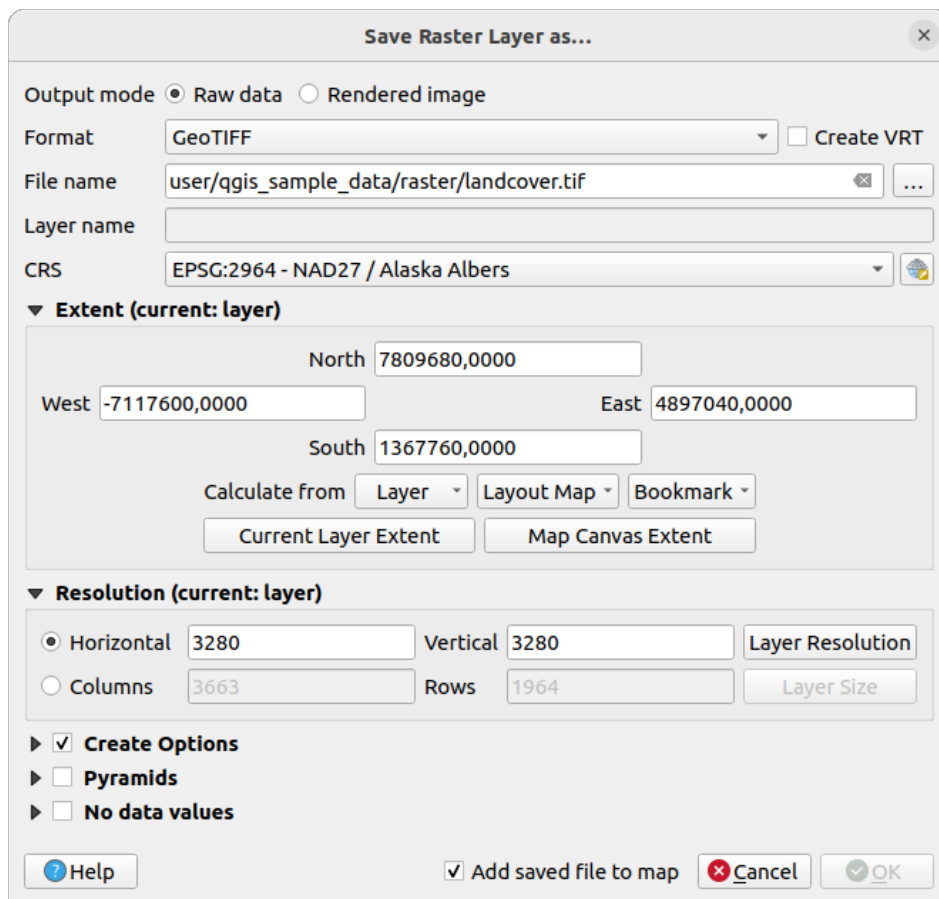 Save Raster Layer as...
Output mode Raw data Rendered image
Format GeoTIFF Create VRT
File name user/qgis_sample_data/raster/landcover.tif ...
Layer name
CRS EPSG:2964 - NAD27 / Alaska Albers
Extent (current: layer)
North 7809680,0000
West -7117600,0000 East 4897040,0000
South 1367760,0000
Calculate from Layer Layout Map Bookmark
Current Layer Extent Map Canvas Extent
Resolution (current: layer)
Horizontal 3280 Vertical 3280 Layer Resolution
Columns 3663 Rows 1964 Layer Size
Create Options
Pyramids
No data values
Help Add saved file to map Cancel OK